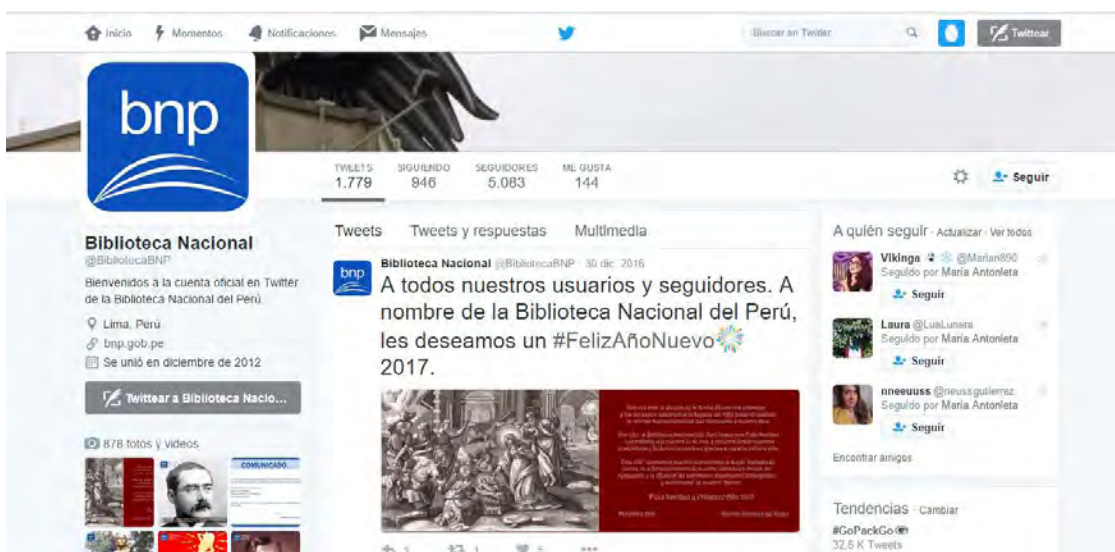 Inicio Momentos Notificaciones Mensajes Buscar en Twitter Twittear
bnp
TWEETS SIGUIENDO SEGUIDORES ME GUSTA
1.779 946 5.083 144
Seguir
Biblioteca Nacional
@BibliotecaBNP
Bienvenidos a la cuenta oficial en Twitter
de la Biblioteca Nacional del Perú.
Lima, Perú
bnp.gob.pe
Se unió en diciembre de 2012
Twittear a Biblioteca Nacio...
878 fotos y videos
COMUNICADO
Tweets Tweets y respuestas Multimedia
bnp
Biblioteca Nacional @BibliotecaBNP · 30 dic. 2016
A todos nuestros usuarios y seguidores. A
nombre de la Biblioteca Nacional del Perú,
les deseamos un #FelizAñoNuevo
2017.
A quién seguir · Actualizar · Ver todos
Vikinga @Marian890
Seguido por María Antonieta
Seguir
Laura @LuaLunera
Seguido por María Antonieta
Seguir
nneeuuss @neussgutierrez
Seguido por María Antonieta
Seguir
Encontrar amigos
Tendencias · Cambiar
#GoPackGo
32,6 K Tweets